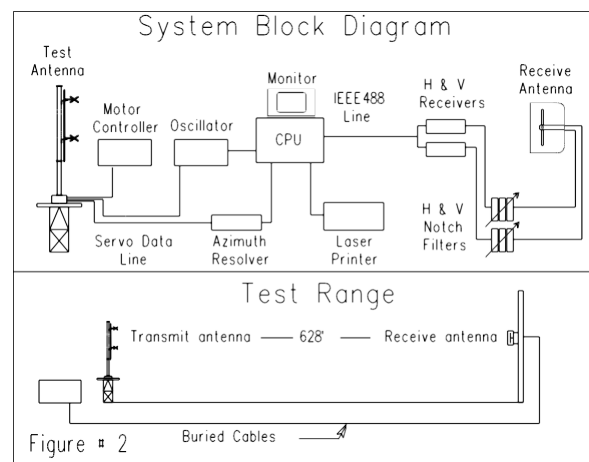 System Block Diagram
Test
Antenna
Motor
Controller
Oscillator
Monitor
CPU
IEEE488
Line
H & V
Receivers
Receive
Antenna
Servo Data
Line
Azimuth
Resolver
Laser
Printer
H & V
Notch
Filters
Test Range
Transmit antenna — 628' — Receive antenna
Buried Cables
Figure # 2